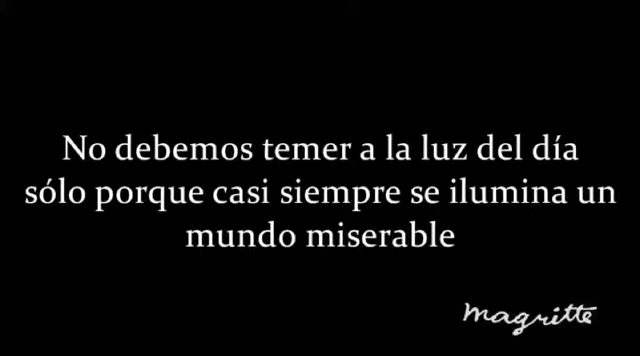 No debemos temer a la luz del día
sólo porque casi siempre se ilumina un
mundo miserable
magritte